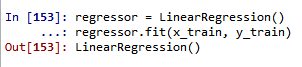 In [153]: regressor = LinearRegression()
     ...: regressor.fit(x_train, y_train)
Out[153]: LinearRegression()